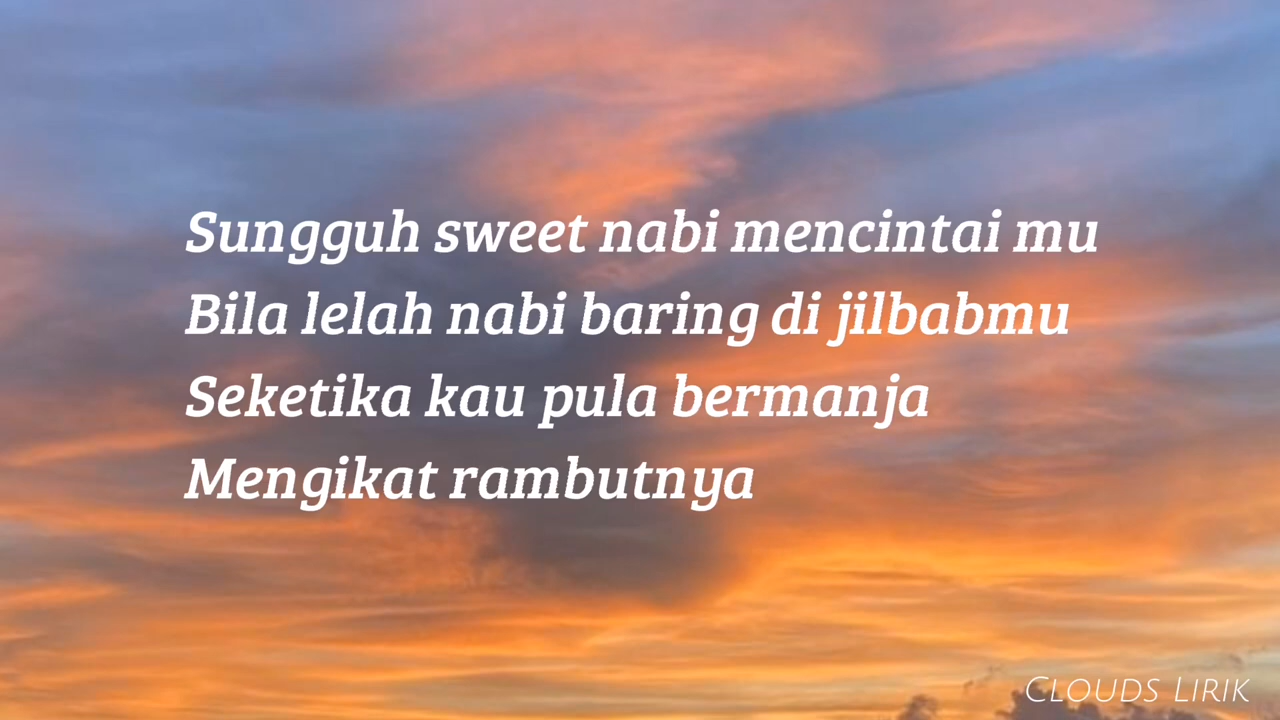 Sungguh sweet nabi mencintai mu
Bila lelah nabi baring di jilbabmu
Seketika kau pula bermanja
Mengikat rambutnya
Clouds Lirik